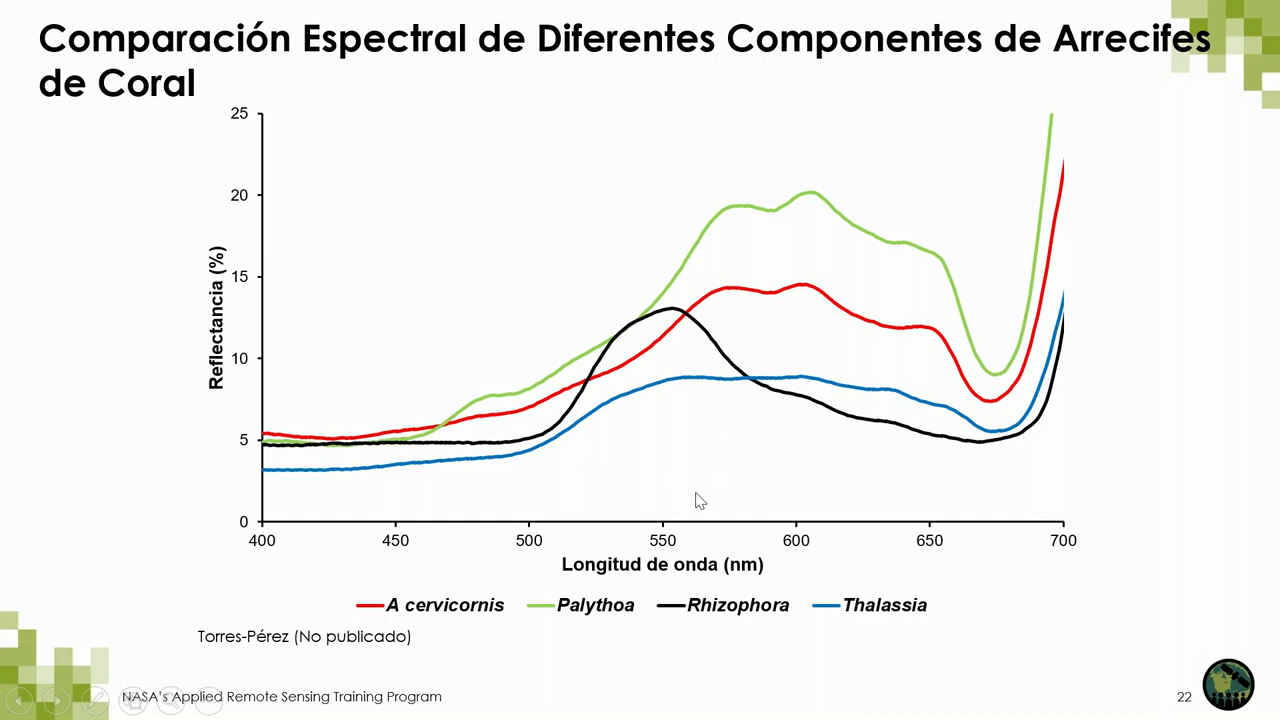 Comparación Espectral de Diferentes Componentes de Arrecifes
de Coral
25
20
15
10
5
0
Reflectancia (%)
400 450 500 550 600 650 700
Longitud de onda (nm)
A cervicornis Palythoa Rhizophora Thalassia
Torres-Pérez (No publicado)
NASA's Applied Remote Sensing Training Program
22